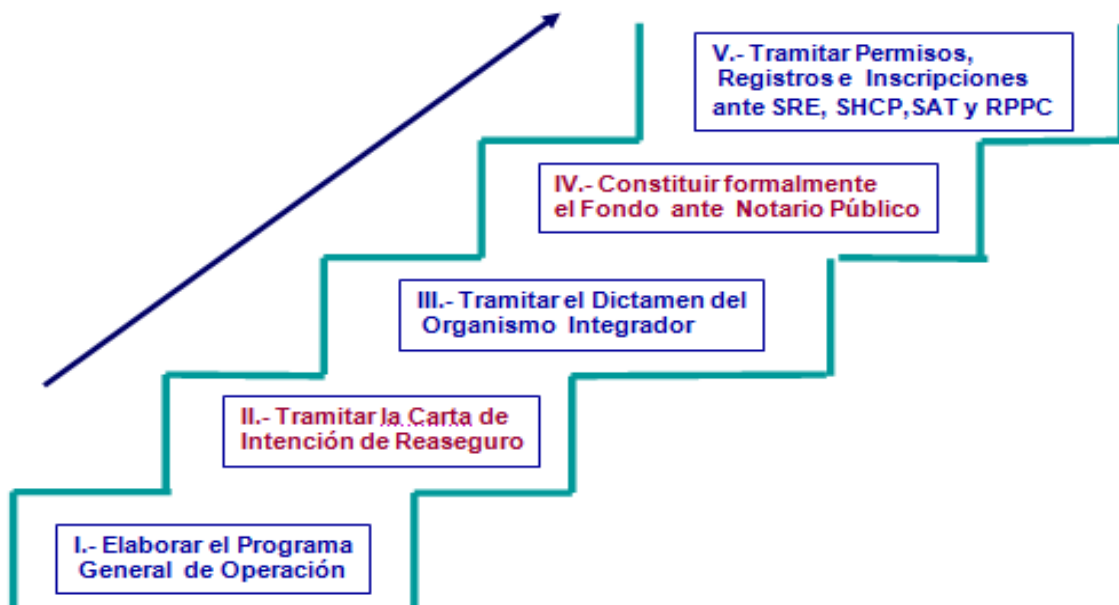 V.- Tramitar Permisos,
Registros e Inscripciones
ante SRE, SHCP,SAT y RPPC
IV.- Constituir formalmente
el Fondo ante Notario Público
III.- Tramitar el Dictamen del
Organismo Integrador
II.- Tramitar la Carta de
Intención de Reaseguro
I.- Elaborar el Programa
General de Operación